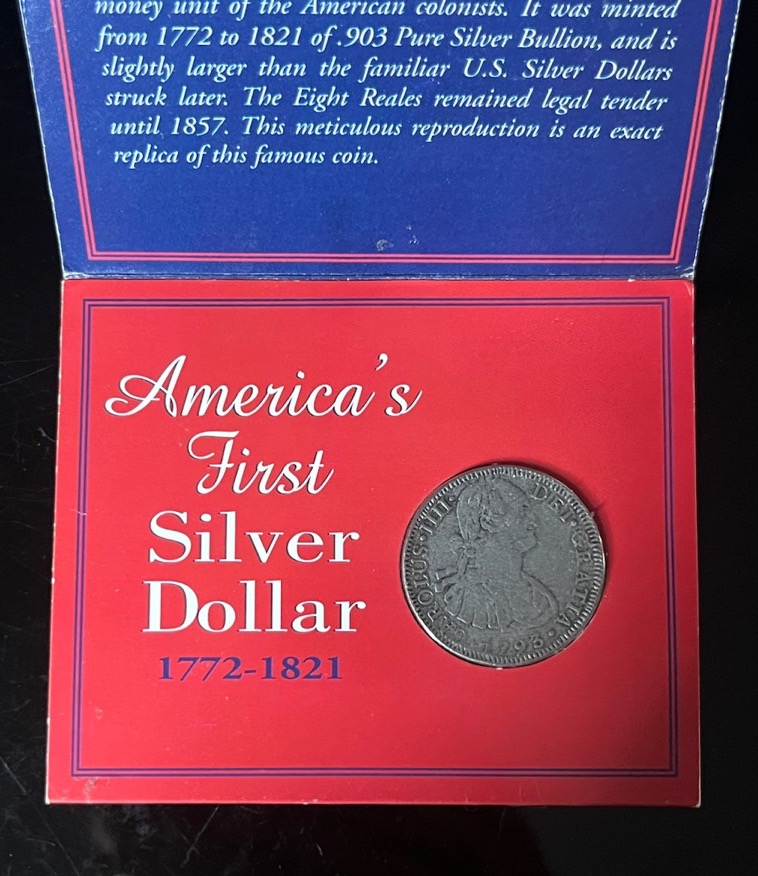 money unit of the American colonists. It was minted
from 1772 to 1821 of .903 Pure Silver Bullion, and is
slightly larger than the familiar U.S. Silver Dollars
struck later. The Eight Reales remained legal tender
until 1857. This meticulous reproduction is an exact
replica of this famous coin.
America's
First
Silver
Dollar
1772-1821
CAROLUS·IIII· DEI·GRATIA·
·1793·